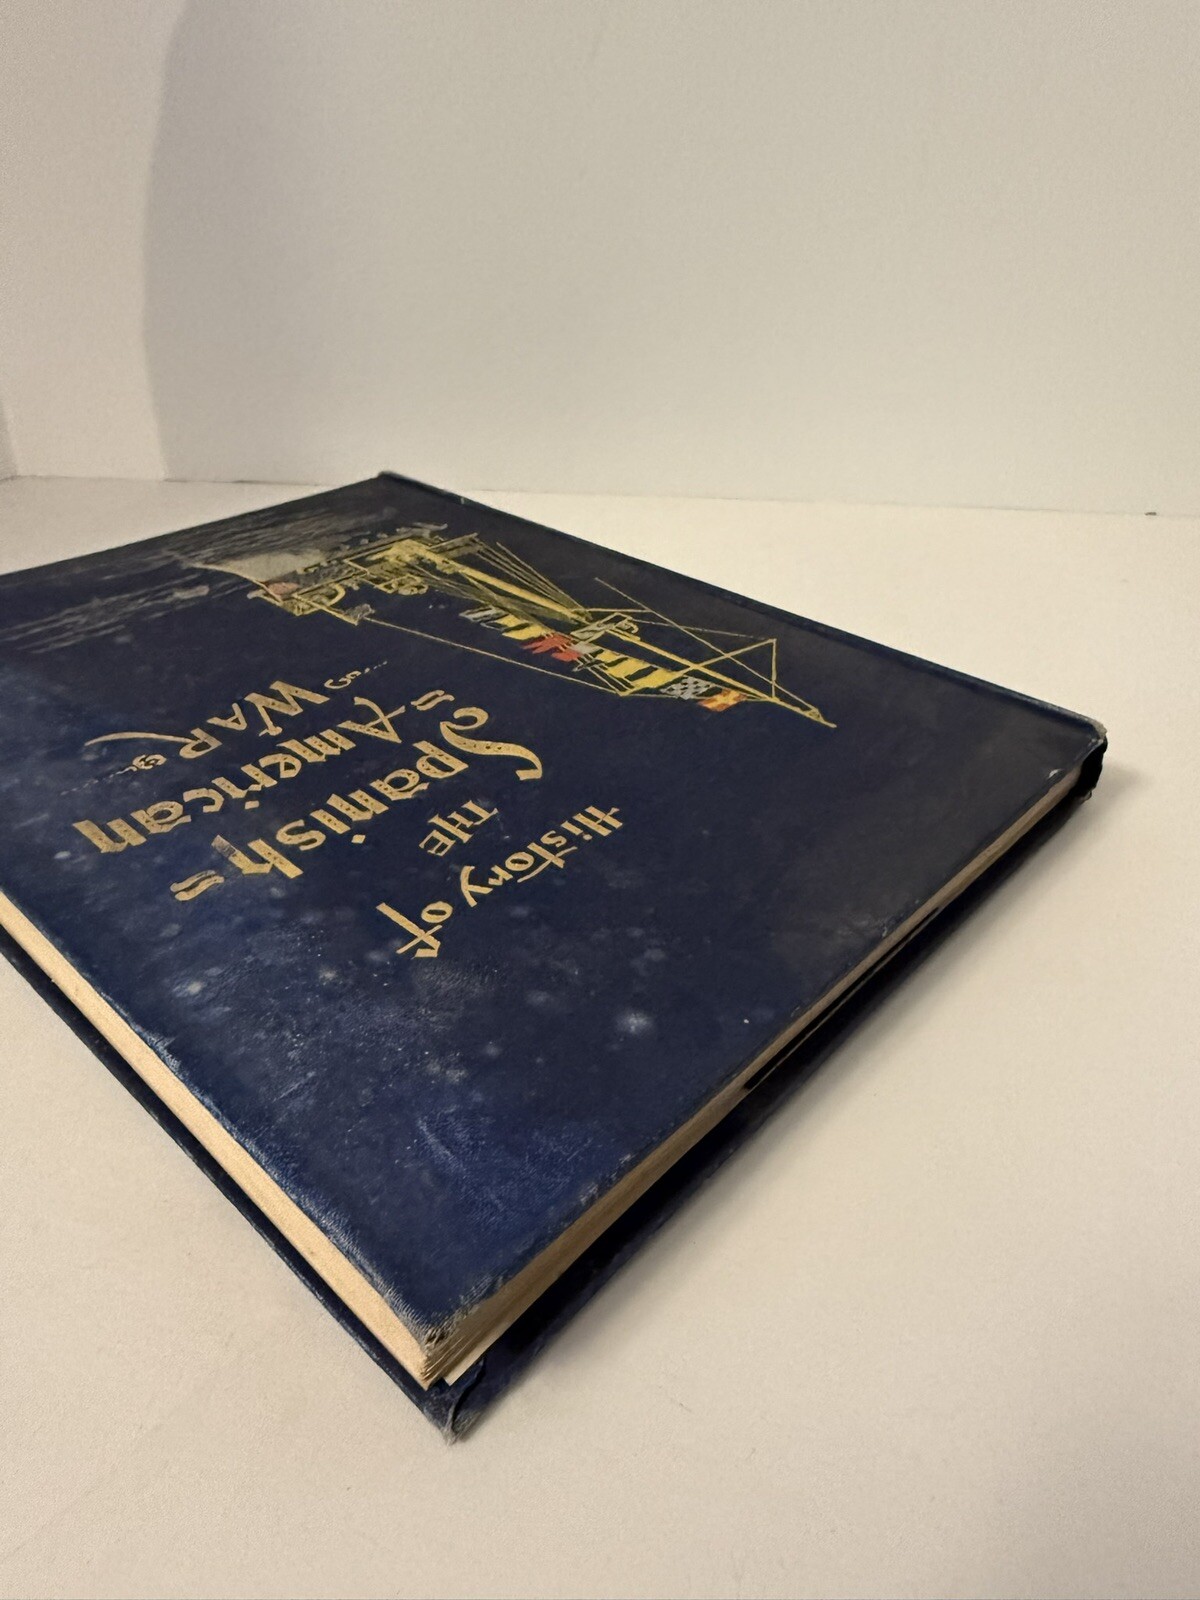 History of
THE
Spanish=
=American
WAR